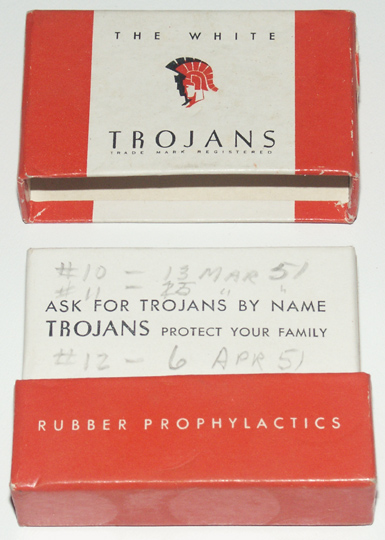 THE WHITE
TROJANS
TRADE MARK REGISTERED
#10 - 13 MAR 51
#11 - 25 " "
ASK FOR TROJANS BY NAME
TROJANS PROTECT YOUR FAMILY
#12 - 6 APR 51
RUBBER PROPHYLACTICS